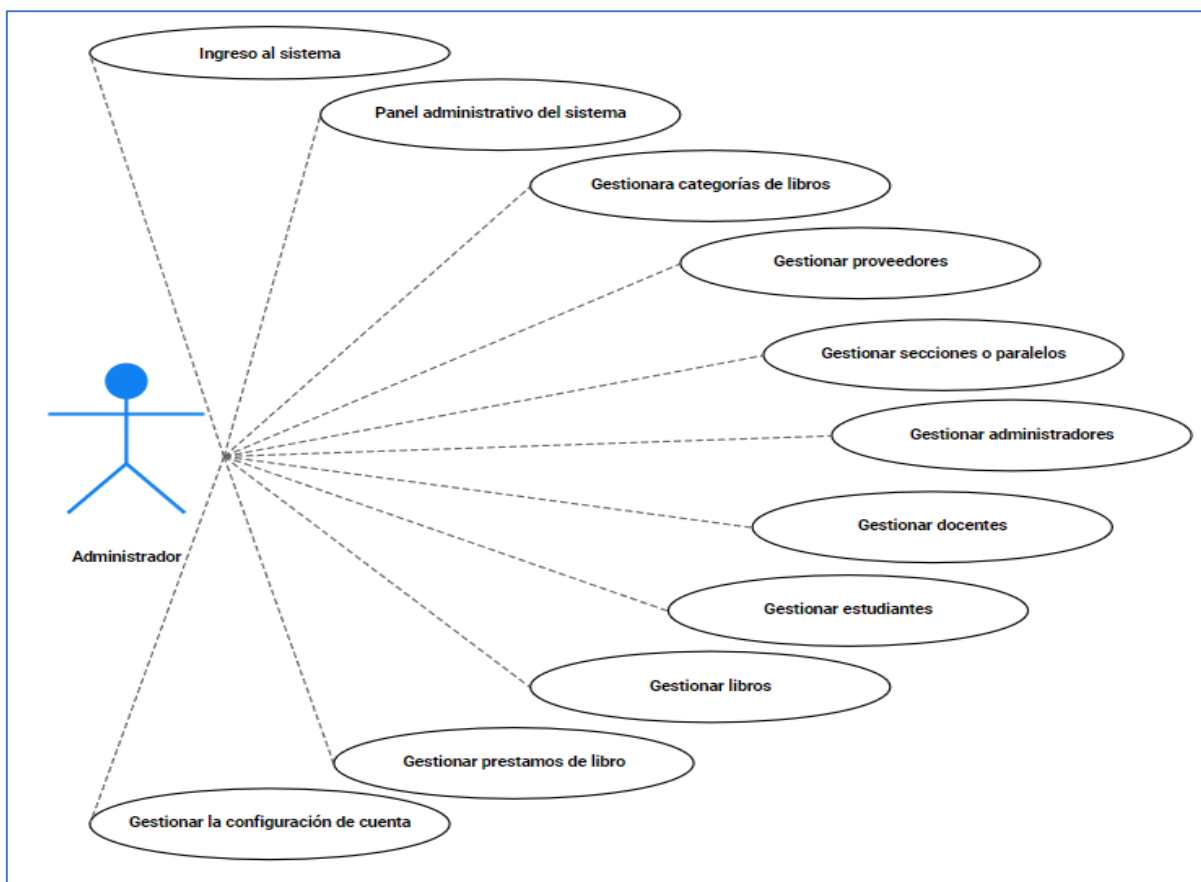 Ingreso al sistema
Panel administrativo del sistema
Gestionara categorías de libros
Gestionar proveedores
Gestionar secciones o paralelos
Gestionar administradores
Gestionar docentes
Administrador
Gestionar estudiantes
Gestionar libros
Gestionar prestamos de libro
Gestionar la configuración de cuenta